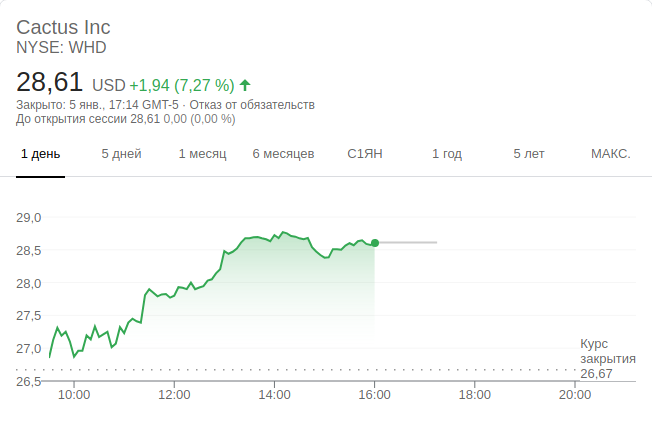 Cactus Inc
NYSE: WHD
28,61 USD +1,94 (7,27 %)
Закрыто: 5 янв., 17:14 GMT-5 · Отказ от обязательств
До открытия сессии 28,61 0,00 (0,00 %)
1 день 5 дней 1 месяц 6 месяцев С1ЯН 1 год 5 лет МАКС.
29,0
28,5
28,0
27,5
27,0
26,5
Курс
закрытия
26,67
10:00 12:00 14:00 16:00 18:00 20:00